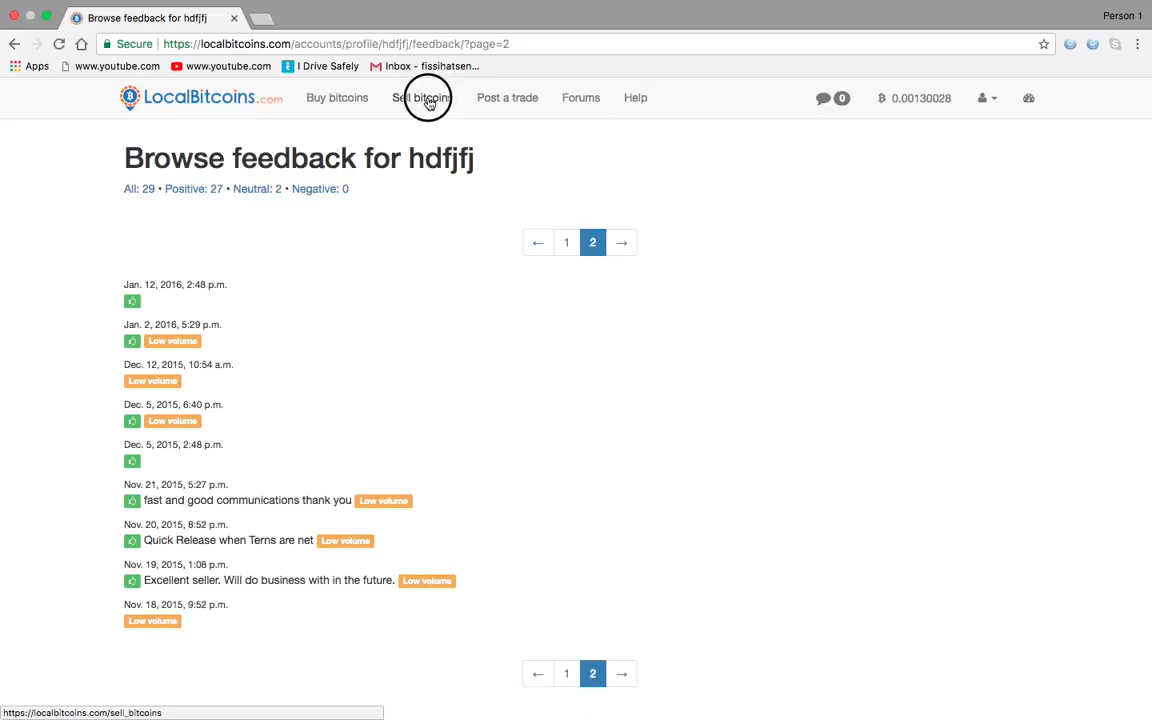 Browse feedback for hdfjfj
Person 1
Secure https://localbitcoins.com/accounts/profile/hdfjfj/feedback/?page=2
Apps www.youtube.com www.youtube.com I Drive Safely Inbox - fissihatsen...
LocalBitcoins.com Buy bitcoins Sell bitcoins Post a trade Forums Help 0 0.00130028
Browse feedback for hdfjfj
All: 29 • Positive: 27 • Neutral: 2 • Negative: 0
← 1 2 →
Jan. 12, 2016, 2:48 p.m.
Jan. 2, 2016, 5:29 p.m.
Low volume
Dec. 12, 2015, 10:54 a.m.
Low volume
Dec. 5, 2015, 6:40 p.m.
Low volume
Dec. 5, 2015, 2:48 p.m.
Nov. 21, 2015, 5:27 p.m.
fast and good communications thank you Low volume
Nov. 20, 2015, 8:52 p.m.
Quick Release when Terns are net Low volume
Nov. 19, 2015, 1:08 p.m.
Excellent seller. Will do business with in the future. Low volume
Nov. 18, 2015, 9:52 p.m.
Low volume
← 1 2 →
https://localbitcoins.com/sell_bitcoins